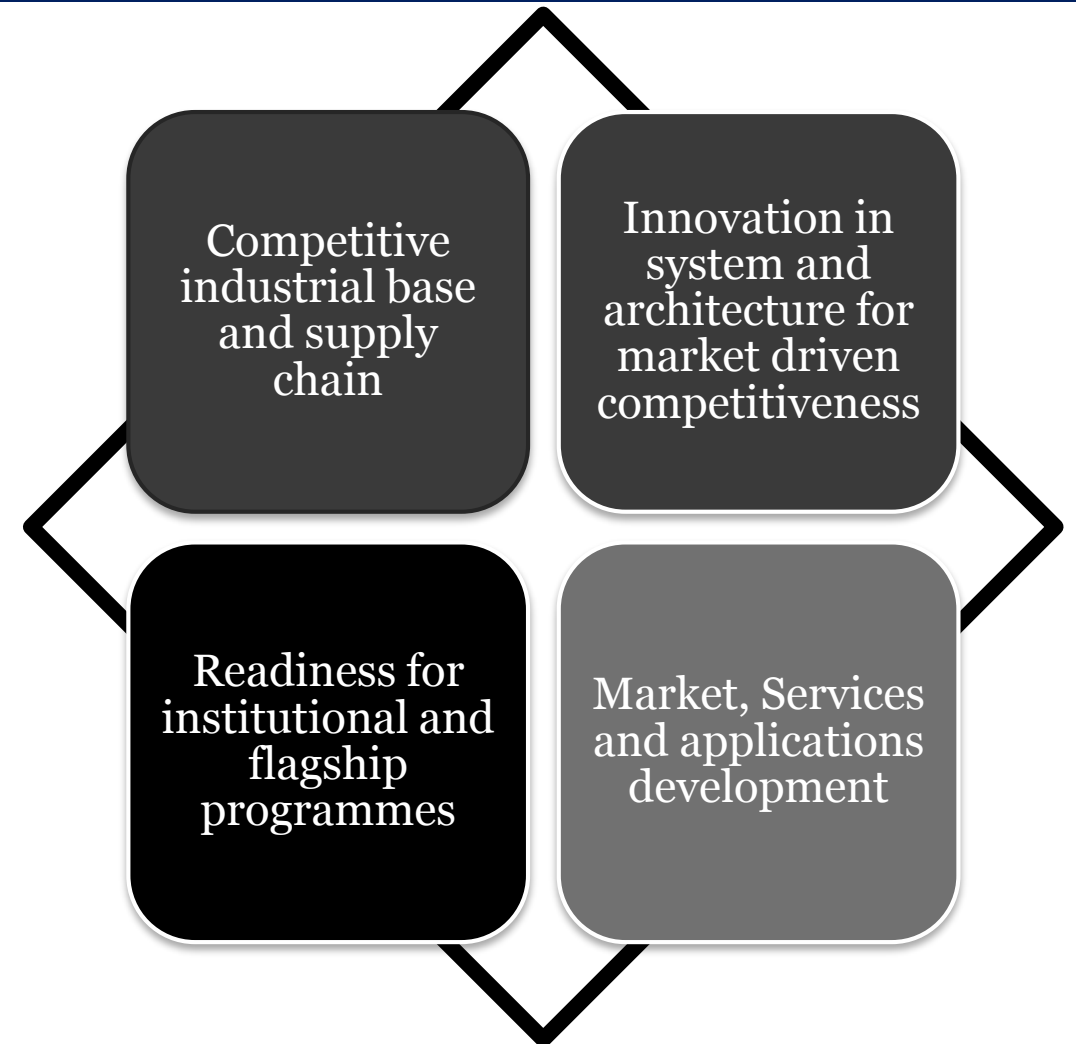 Competitive
industrial base
and supply
chain
Innovation in
system and
architecture for
market driven
competitiveness
Readiness for
institutional and
flagship
programmes
Market, Services
and applications
development